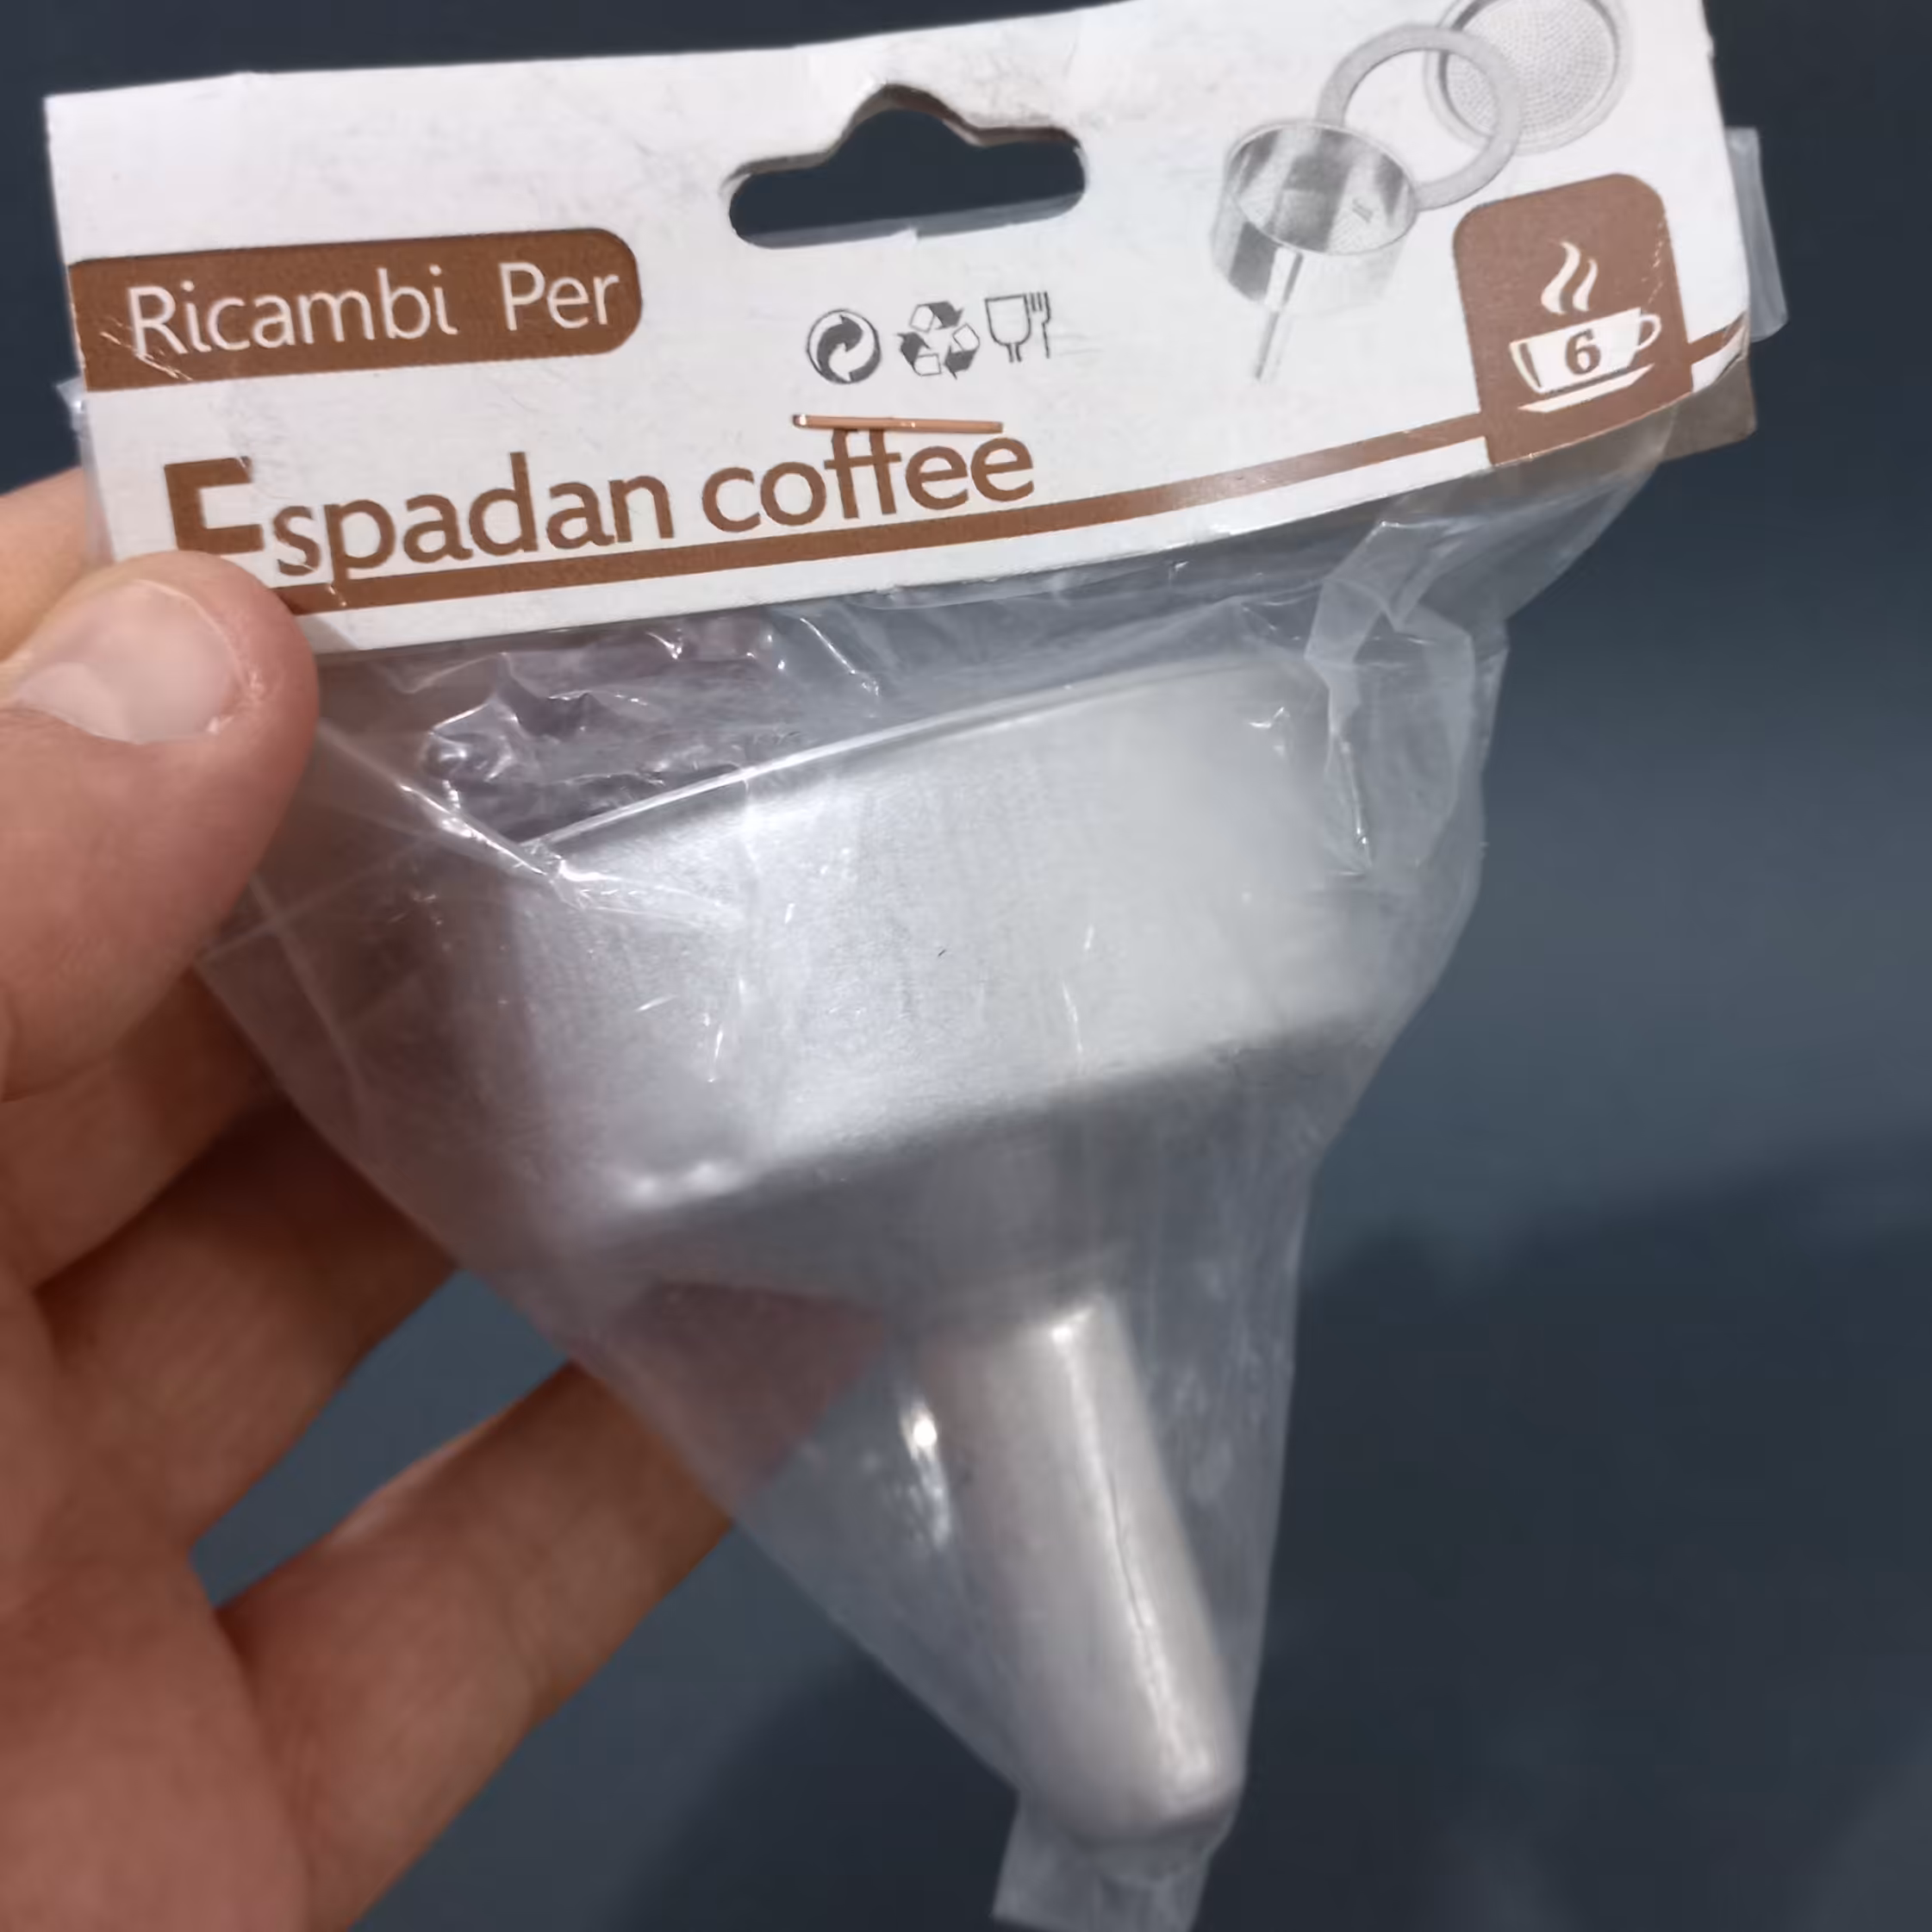 Ricambi Per
Espadan coffee
6